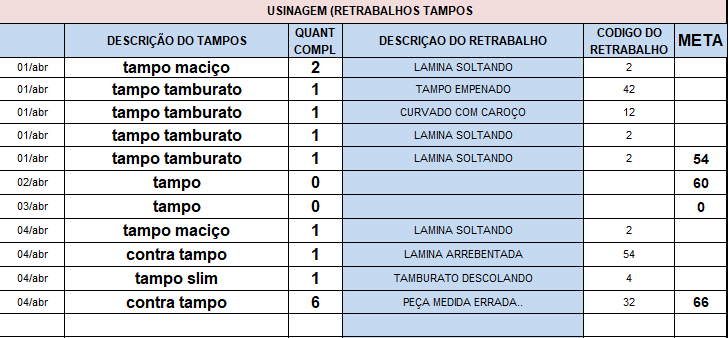 USINAGEM (RETRABALHOS TAMPOS
DESCRIÇÃO DO TAMPOS QUANT COMPL DESCRIÇAO DO RETRABALHO CODIGO DO RETRABALHO META
01/abr tampo maciço 2 LAMINA SOLTANDO 2
01/abr tampo tamburato 1 TAMPO EMPENADO 42
01/abr tampo tamburato 1 CURVADO COM CAROÇO 12
01/abr tampo tamburato 1 LAMINA SOLTANDO 2
01/abr tampo tamburato 1 LAMINA SOLTANDO 2 54
02/abr tampo 0 60
03/abr tampo 0 0
04/abr tampo maciço 1 LAMINA SOLTANDO 2
04/abr contra tampo 1 LAMINA ARREBENTADA 54
04/abr tampo slim 1 TAMBURATO DESCOLANDO 4
04/abr contra tampo 6 PEÇA MEDIDA ERRADA.. 32 66